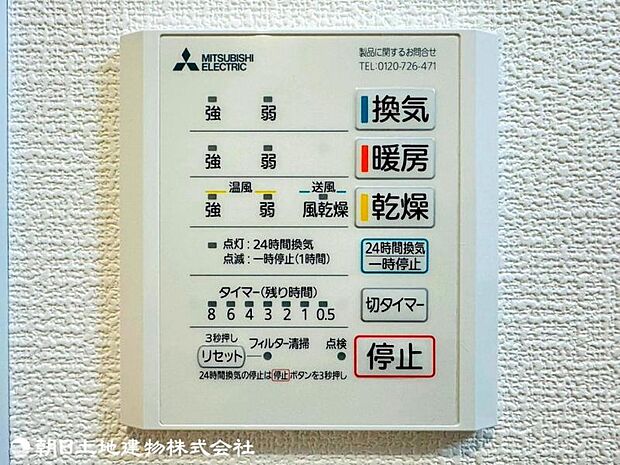 MITSUBISHI
ELECTRIC
製品に関するお問合せ
TEL:0120-726-471
強 弱 換気
強 弱 暖房
温風 送風
強 弱 風乾燥 乾燥
点灯:24時間換気
点滅:一時停止(1時間)
24時間換気
一時停止
タイマー(残り時間)
8 6 4 3 2 1 0.5
切タイマー
3秒押し
リセット フィルター清掃 点検
停止
24時間換気の停止は停止ボタンを3秒押し
朝日土地建物株式会社